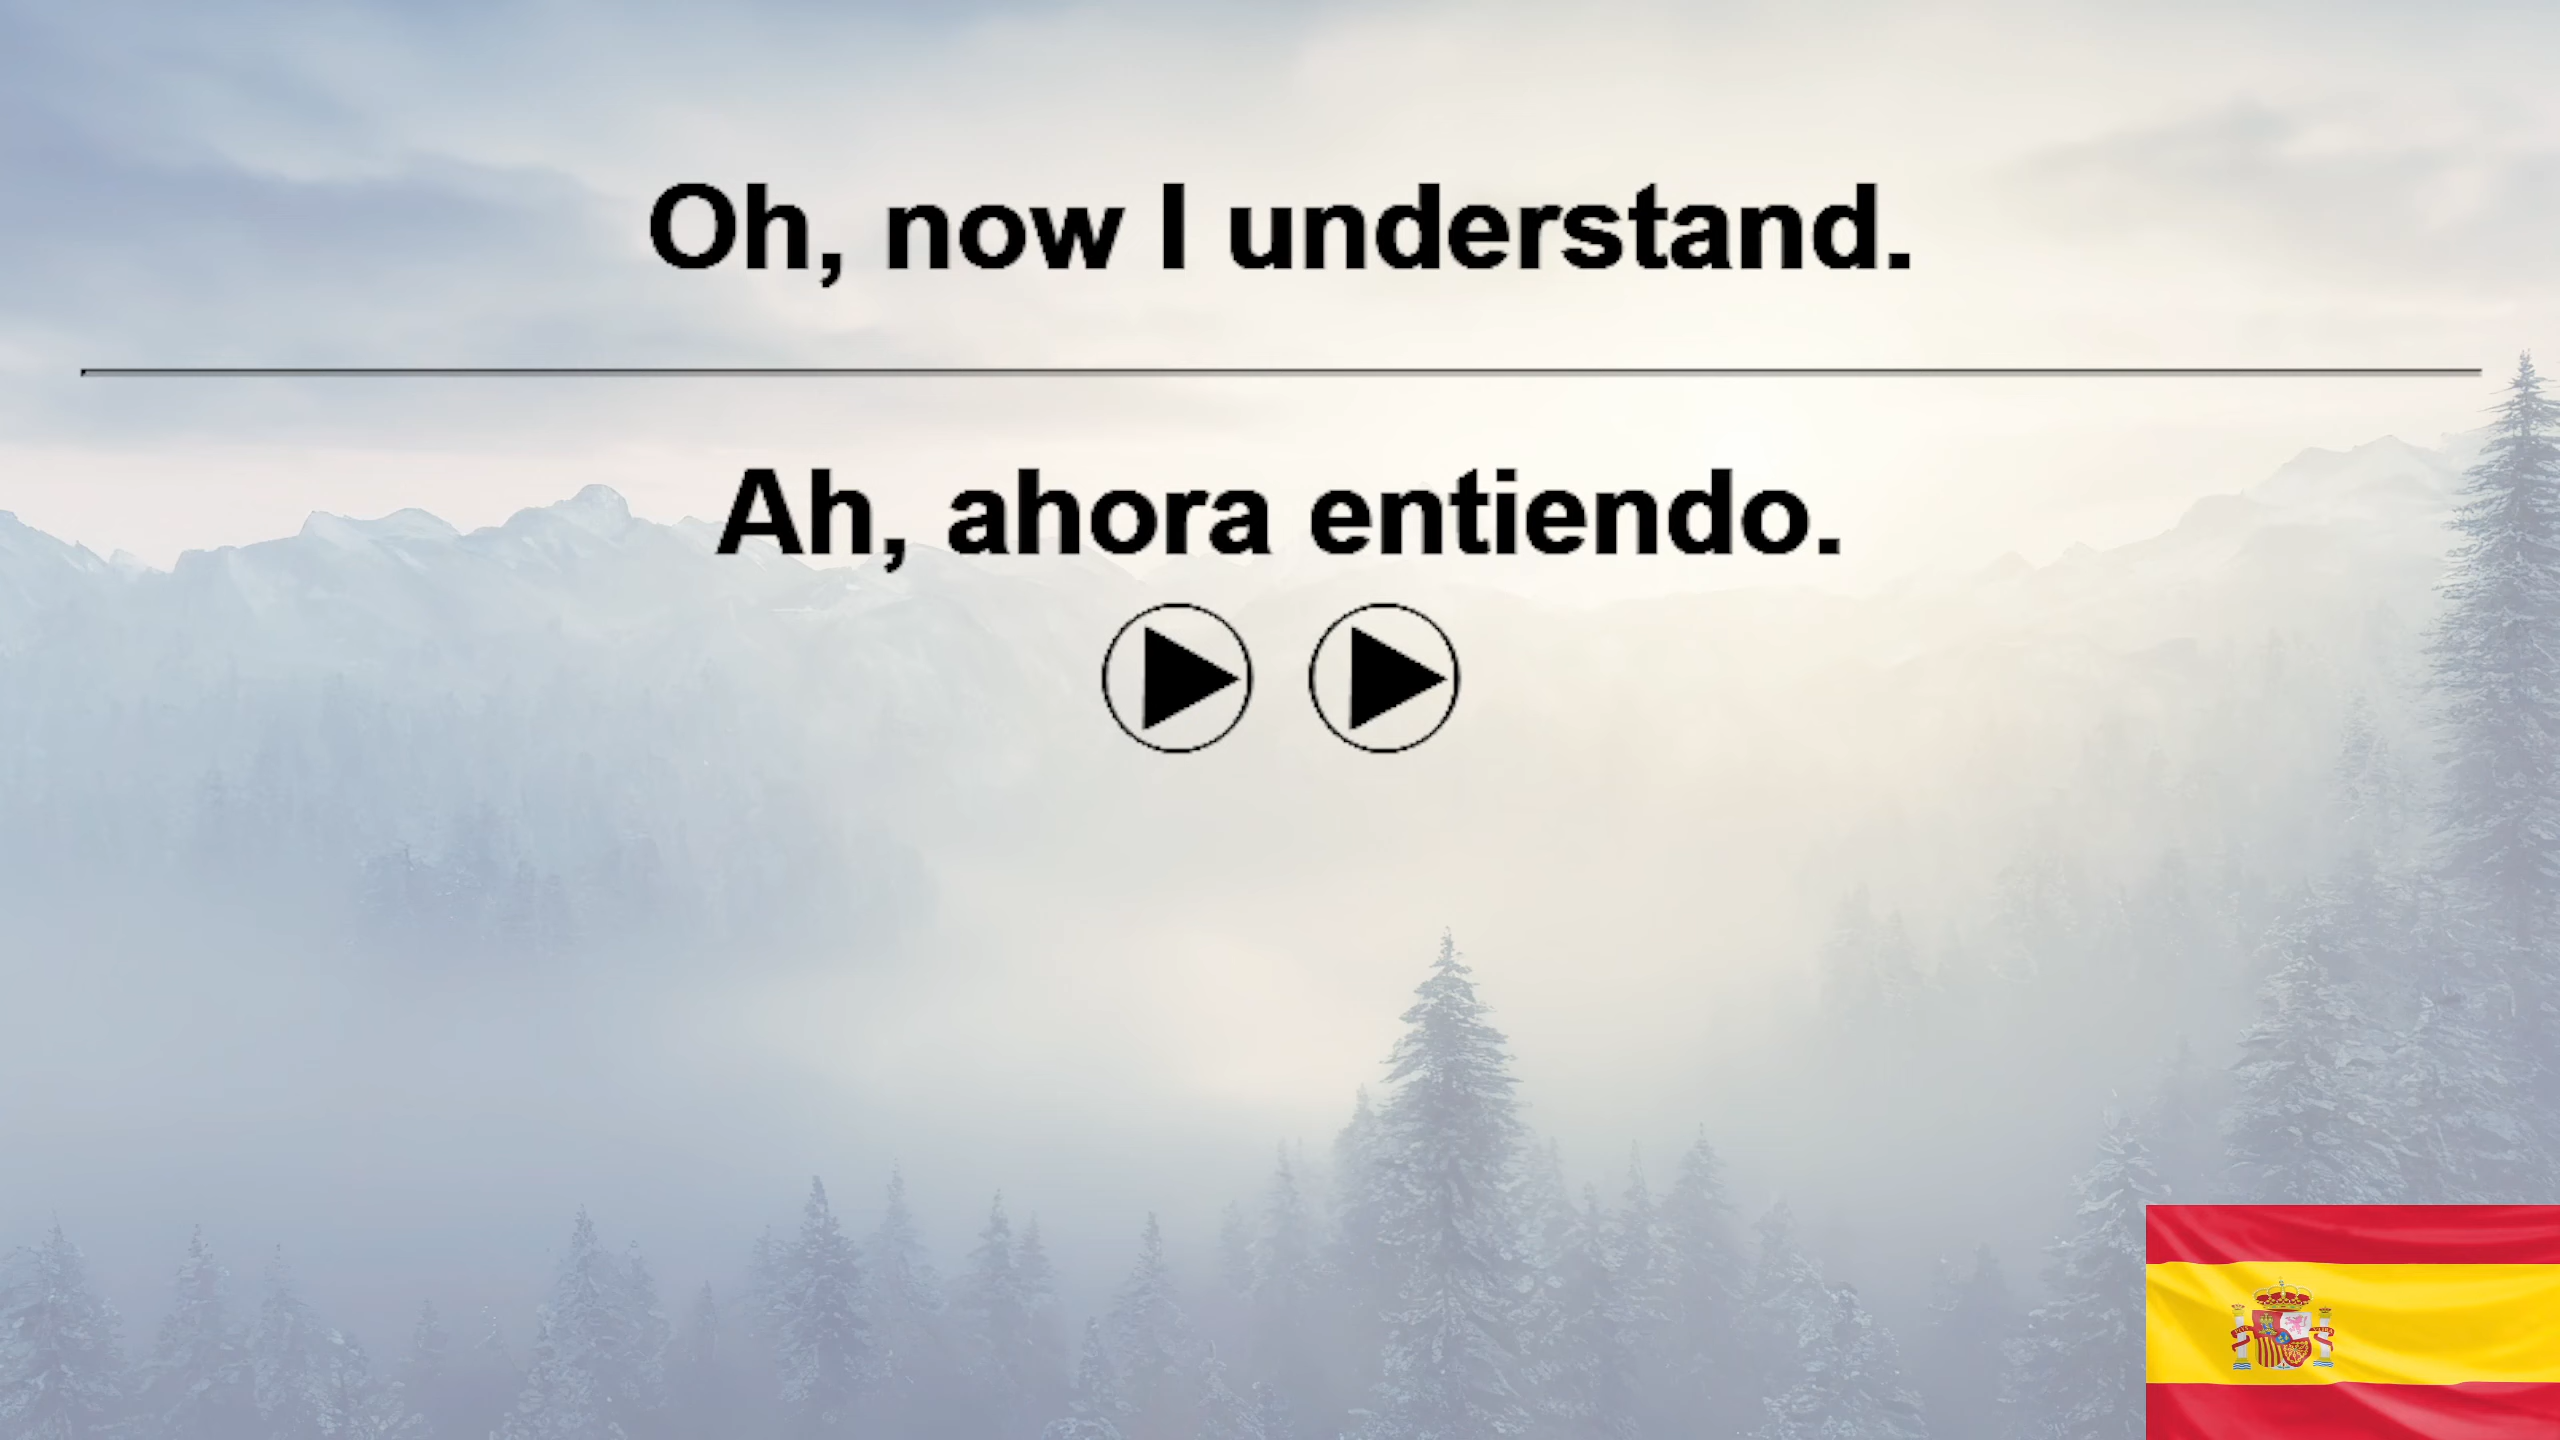 Oh, now I understand.
Ah, ahora entiendo.